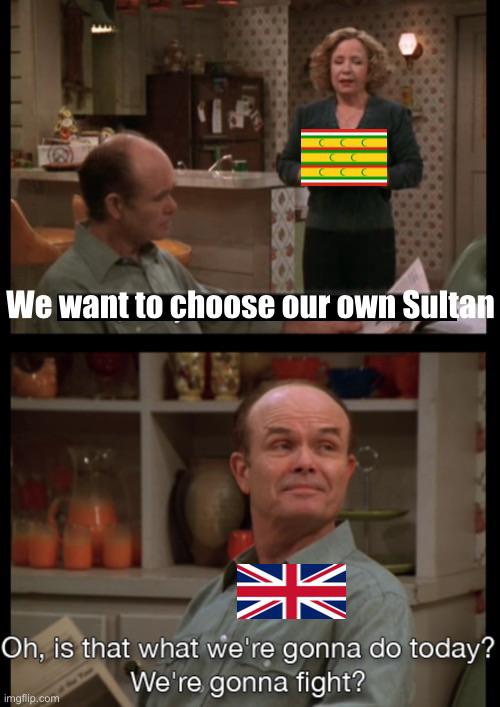 We want to choose our own Sultan
Oh, is that what we're gonna do today?
We're gonna fight?
imgflip.com